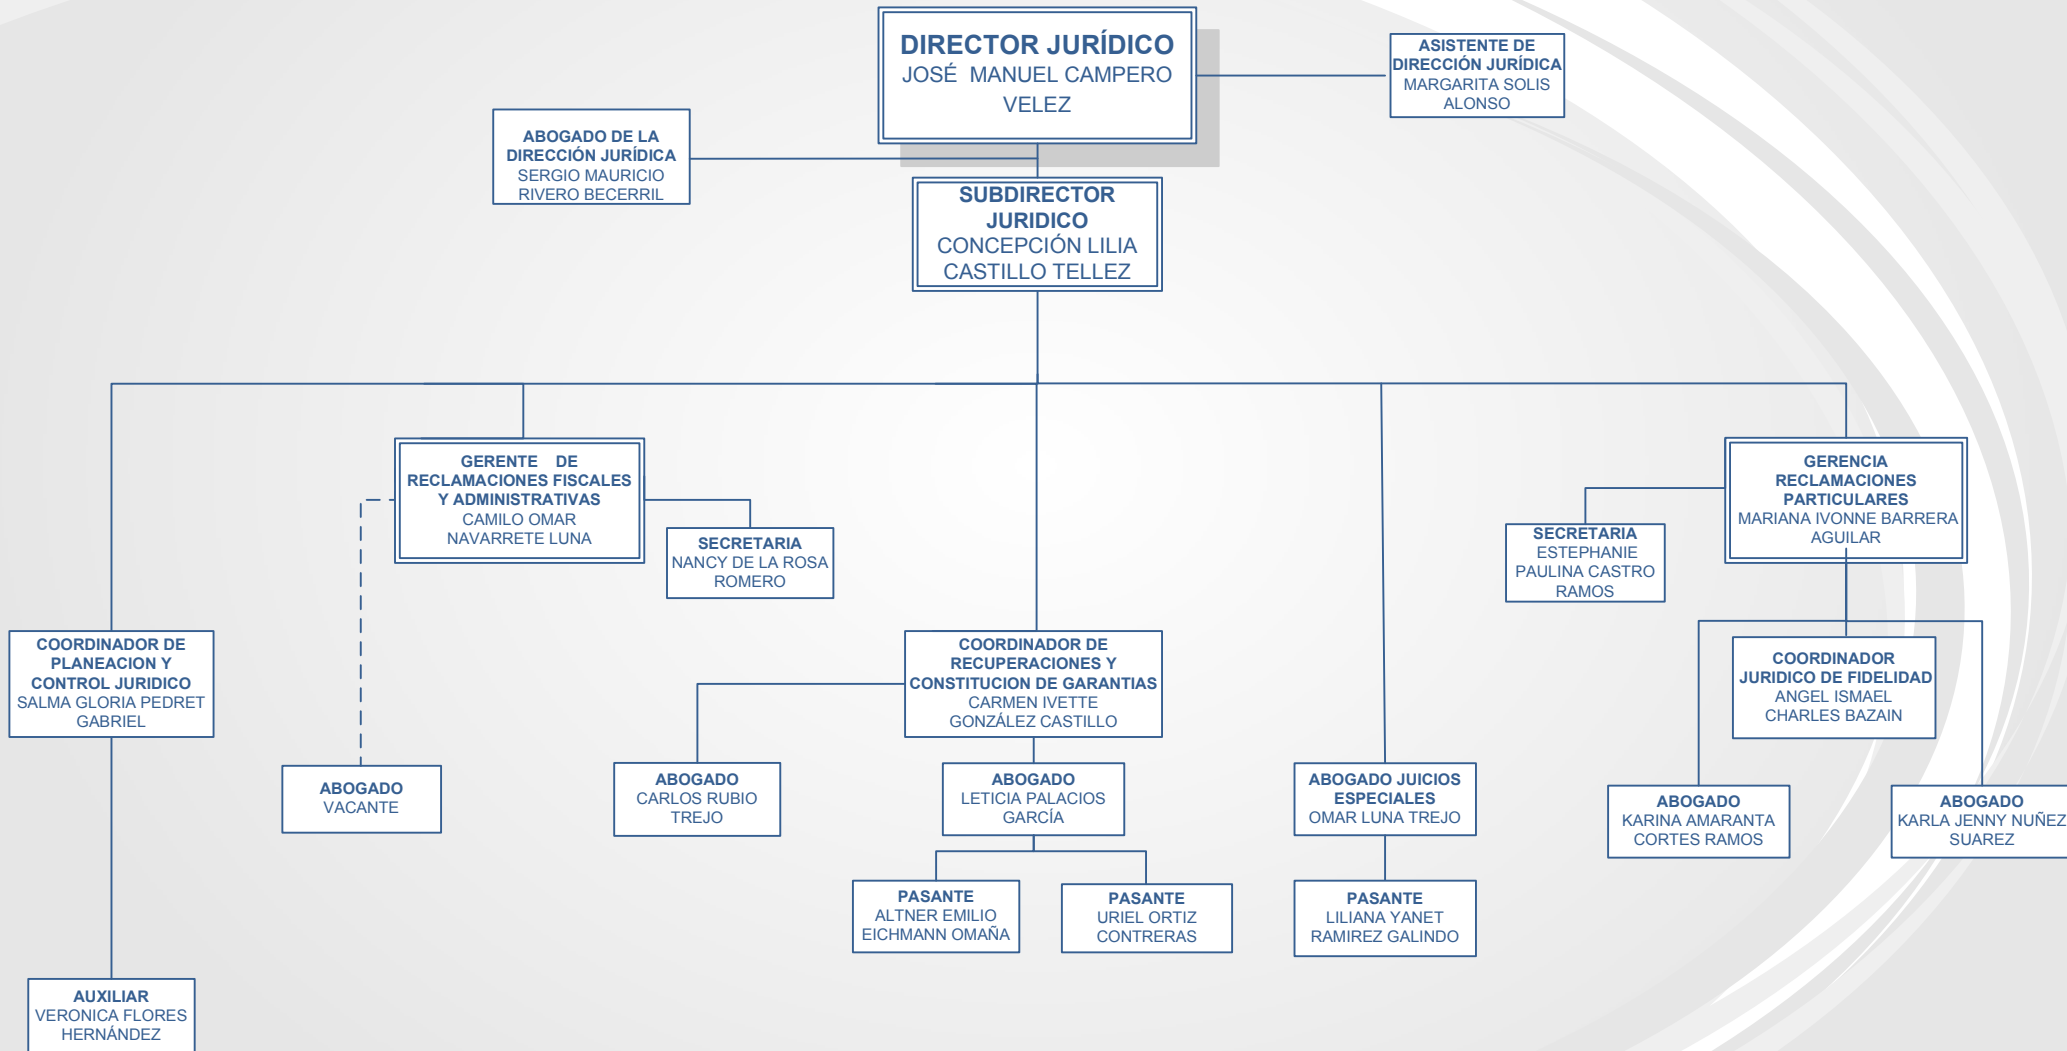 DIRECTOR JURÍDICO
JOSÉ MANUEL CAMPERO
VELEZ
ASISTENTE DE
DIRECCIÓN JURÍDICA
MARGARITA SOLIS
ALONSO
ABOGADO DE LA
DIRECCIÓN JURÍDICA
SERGIO MAURICIO
RIVERO BECERRIL
SUBDIRECTOR
JURIDICO
CONCEPCIÓN LILIA
CASTILLO TELLEZ
GERENTE DE
RECLAMACIONES FISCALES
Y ADMINISTRATIVAS
CAMILO OMAR
NAVARRETE LUNA
SECRETARIA
NANCY DE LA ROSA
ROMERO
GERENCIA
RECLAMACIONES
PARTICULARES
MARIANA IVONNE BARRERA
AGUILAR
SECRETARIA
ESTEPHANIE
PAULINA CASTRO
RAMOS
COORDINADOR DE
PLANEACION Y
CONTROL JURIDICO
SALMA GLORIA PEDRET
GABRIEL
COORDINADOR DE
RECUPERACIONES Y
CONSTITUCION DE GARANTIAS
CARMEN IVETTE
GONZÁLEZ CASTILLO
COORDINADOR
JURIDICO DE FIDELIDAD
ANGEL ISMAEL
CHARLES BAZAIN
ABOGADO
VACANTE
ABOGADO
CARLOS RUBIO
TREJO
ABOGADO
LETICIA PALACIOS
GARCÍA
ABOGADO JUICIOS
ESPECIALES
OMAR LUNA TREJO
ABOGADO
KARINA AMARANTA
CORTES RAMOS
ABOGADO
KARLA JENNY NUÑEZ
SUAREZ
PASANTE
ALTNER EMILIO
EICHMANN OMAÑA
PASANTE
URIEL ORTIZ
CONTRERAS
PASANTE
LILIANA YANET
RAMIREZ GALINDO
AUXILIAR
VERONICA FLORES
HERNÁNDEZ